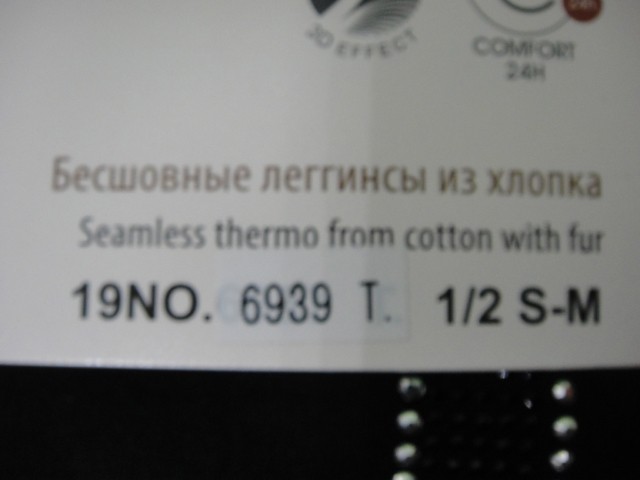 3D EFFECT
COMFORT
24H
Бесшовные леггинсы из хлопка
Seamless thermo from cotton with fur
19NO. 6939 T. 1/2 S-M